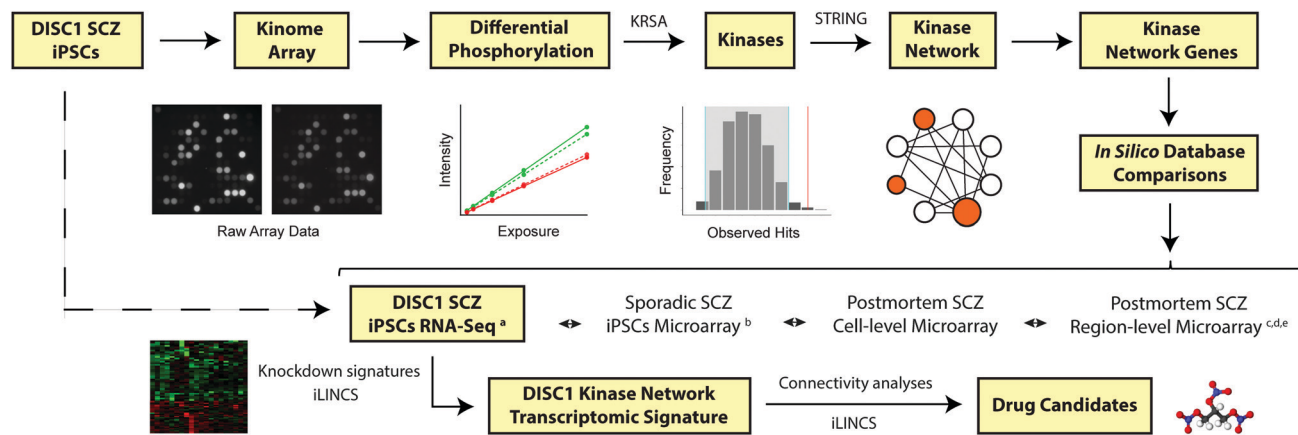 DISC1 SCZ
iPSCs
Kinome
Array
Differential
Phosphorylation
KRSA
Kinases
STRING
Kinase
Network
Kinase
Network Genes
Intensity
Frequency
In Silico Database
Comparisons
Raw Array Data
Exposure
Observed Hits
DISC1 SCZ
iPSCs RNA-Seq a
Sporadic SCZ
iPSCs Microarray b
Postmortem SCZ
Cell-level Microarray
Postmortem SCZ
Region-level Microarray c,d,e
Knockdown signatures
iLINCS
DISC1 Kinase Network
Transcriptomic Signature
Connectivity analyses
iLINCS
Drug Candidates